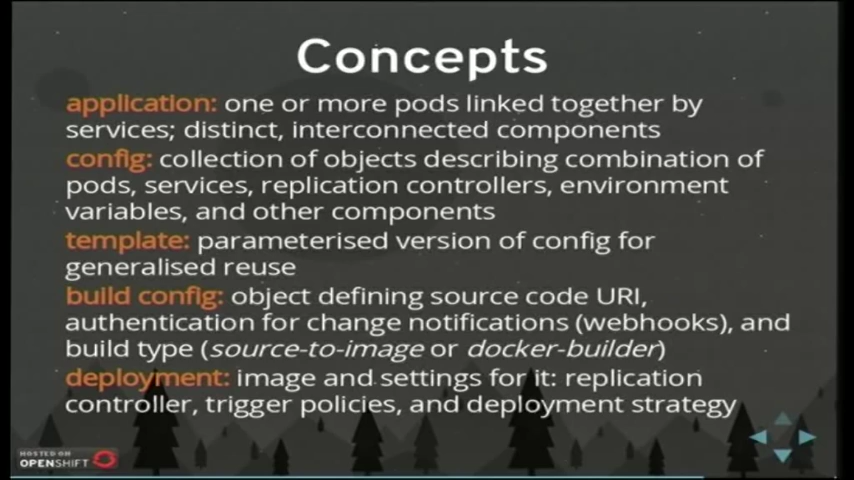 Concepts
application: one or more pods linked together by
services; distinct, interconnected components
config: collection of objects describing combination of
pods, services, replication controllers, environment
variables, and other components
template: parameterised version of config for
generalised reuse
build config: object defining source code URI,
authentication for change notifications (webhooks), and
build type (source-to-image or docker-builder)
deployment: image and settings for it: replication
controller, trigger policies, and deployment strategy
HOSTED ON
OPENSHIFT